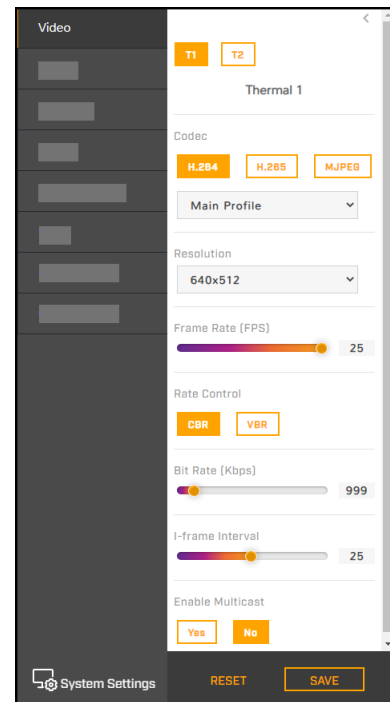 Video
T1 T2
Thermal 1
Codec
H.264 H.265 MJPEG
Main Profile
Resolution
640x512
Frame Rate (FPS)
25
Rate Control
CBR VBR
Bit Rate (Kbps)
999
I-frame Interval
25
Enable Multicast
Yes No
System Settings RESET SAVE